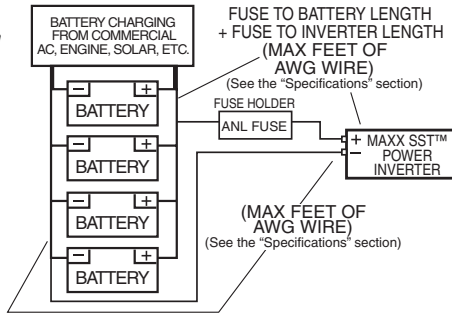 BATTERY CHARGING
FROM COMMERCIAL
AC, ENGINE, SOLAR, ETC.
FUSE TO BATTERY LENGTH
+ FUSE TO INVERTER LENGTH
(MAX FEET OF
AWG WIRE)
(See the “Specifications” section)
– +
BATTERY
– +
BATTERY
– +
BATTERY
– +
BATTERY
FUSE HOLDER
ANL FUSE
+ MAXX SST™
– POWER
INVERTER
(MAX FEET OF
AWG WIRE)
(See the “Specifications” section)